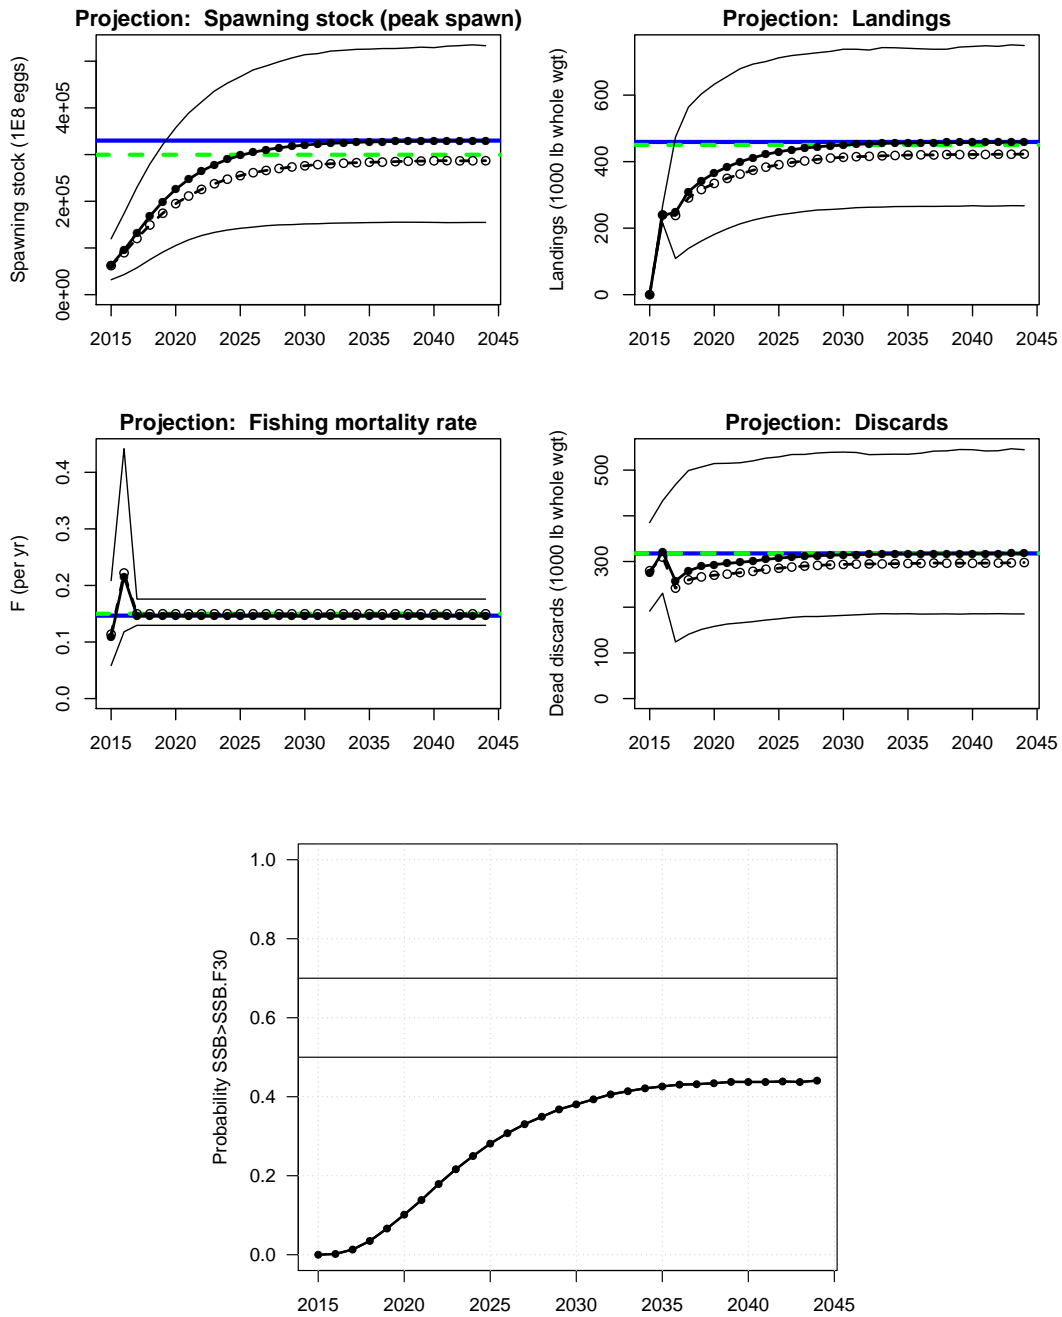 Projection: Spawning stock (peak spawn)
Spawning stock (1E8 eggs)
0e+00 2e+05 4e+05
2015 2020 2025 2030 2035 2040 2045
Projection: Landings
Landings (1000 lb whole wgt)
0 200 400 600
2015 2020 2025 2030 2035 2040 2045
Projection: Fishing mortality rate
F (per yr)
0.0 0.1 0.2 0.3 0.4
2015 2020 2025 2030 2035 2040 2045
Projection: Discards
Dead discards (1000 lb whole wgt)
0 100 300 500
2015 2020 2025 2030 2035 2040 2045
Probability SSB>SSB.F30
0.0 0.2 0.4 0.6 0.8 1.0
2015 2020 2025 2030 2035 2040 2045